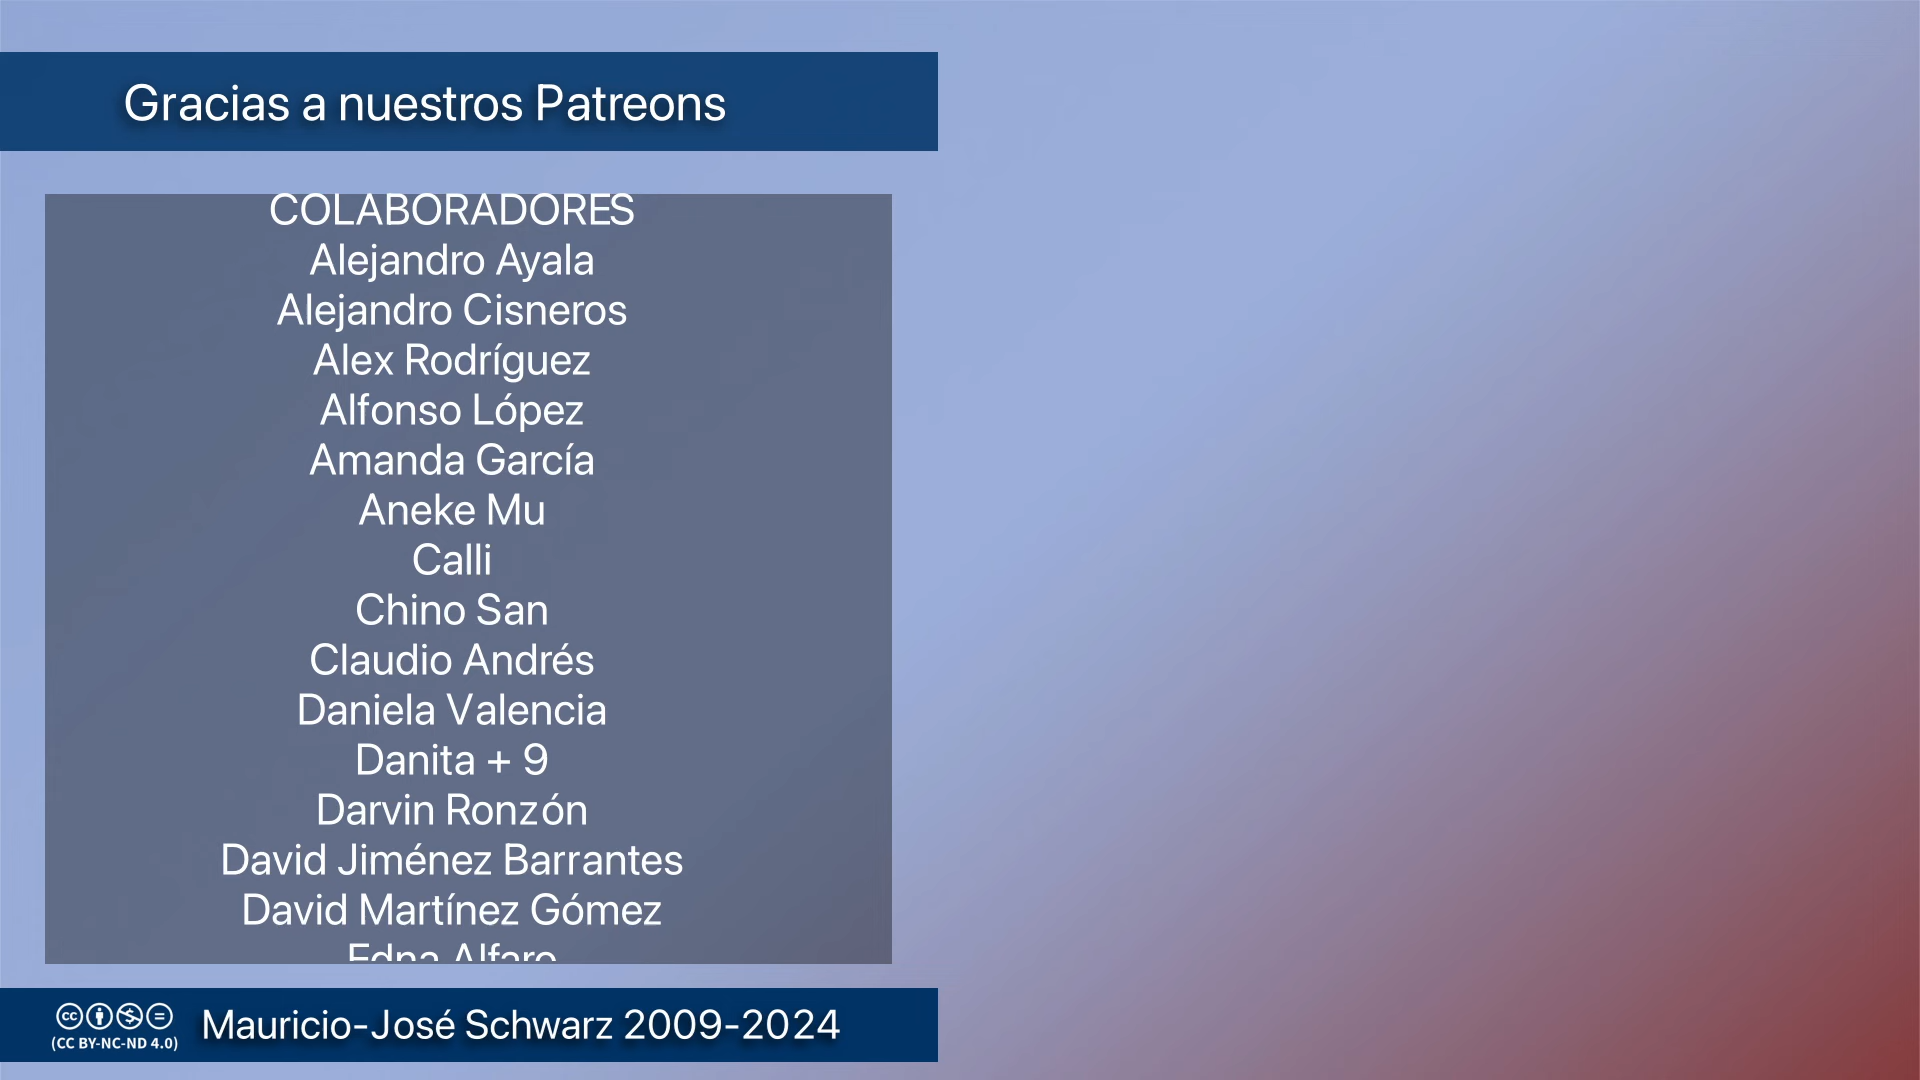 Gracias a nuestros Patreons
COLABORADORES
Alejandro Ayala
Alejandro Cisneros
Alex Rodríguez
Alfonso López
Amanda García
Aneke Mu
Calli
Chino San
Claudio Andrés
Daniela Valencia
Danita + 9
Darvin Ronzón
David Jiménez Barrantes
David Martínez Gómez
Edna Alfaro
(CC BY-NC-ND 4.0)
Mauricio-José Schwarz 2009-2024